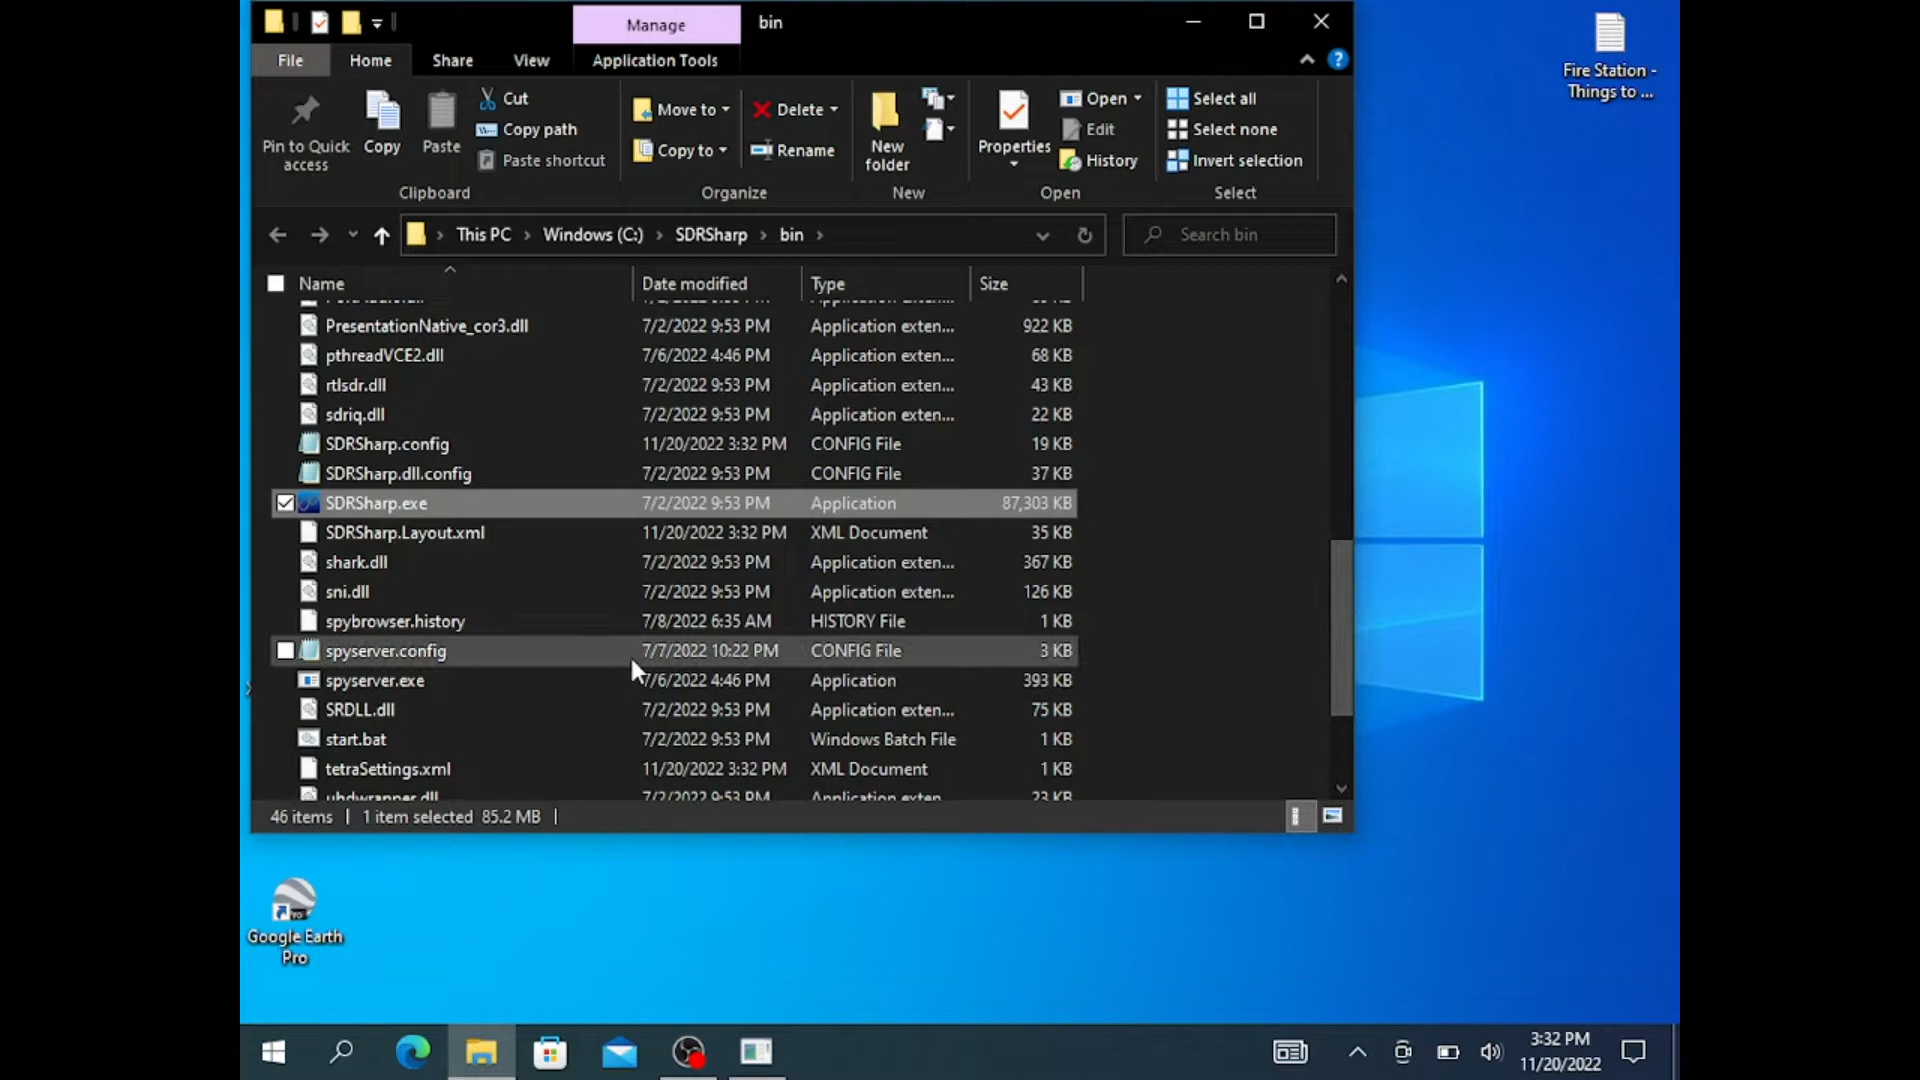 Manage
bin
File
Home
Share
View
Application Tools
?
Pin to Quick access
Copy
Paste
Cut
Copy path
Paste shortcut
Clipboard
Move to
Copy to
Delete
Rename
Organize
New folder
New
Properties
Open
Edit
History
Open
Select all
Select none
Invert selection
Select
This PC › Windows (C:) › SDRSharp › bin ›
Search bin
Name Date modified Type Size
PresentationNative_cor3.dll 7/2/2022 9:53 PM Application exten... 922 KB
pthreadVCE2.dll 7/6/2022 4:46 PM Application exten... 68 KB
rtlsdr.dll 7/2/2022 9:53 PM Application exten... 43 KB
sdriq.dll 7/2/2022 9:53 PM Application exten... 22 KB
SDRSharp.config 11/20/2022 3:32 PM CONFIG File 19 KB
SDRSharp.dll.config 7/2/2022 9:53 PM CONFIG File 37 KB
SDRSharp.exe 7/2/2022 9:53 PM Application 87,303 KB
SDRSharp.Layout.xml 11/20/2022 3:32 PM XML Document 35 KB
shark.dll 7/2/2022 9:53 PM Application exten... 367 KB
sni.dll 7/2/2022 9:53 PM Application exten... 126 KB
spybrowser.history 7/8/2022 6:35 AM HISTORY File 1 KB
spyserver.config 7/7/2022 10:22 PM CONFIG File 3 KB
spyserver.exe 7/6/2022 4:46 PM Application 393 KB
SRDLL.dll 7/2/2022 9:53 PM Application exten... 75 KB
start.bat 7/2/2022 9:53 PM Windows Batch File 1 KB
tetraSettings.xml 11/20/2022 3:32 PM XML Document 1 KB
uhdwrapper.dll 7/2/2022 9:53 PM Application exten 23 KB
46 items | 1 item selected 85.2 MB |
Fire Station -
Things to ...
Google Earth
Pro
3:32 PM
11/20/2022